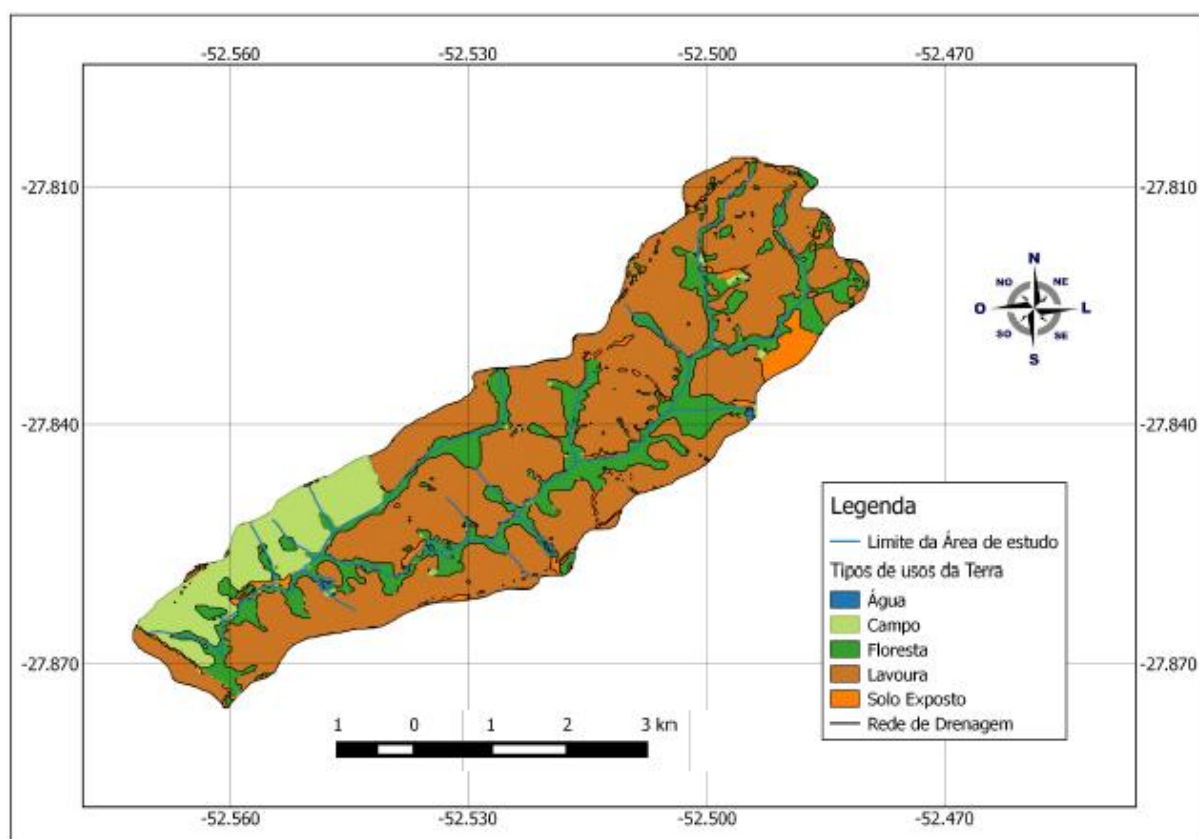 -52.560 -52.530 -52.500 -52.470
-27.810 -27.810
N
NO NE
O L
SO SE
S
-27.840 -27.840
Legenda
Limite da Área de estudo
Tipos de usos da Terra
Água
Campo
Floresta
Lavoura
Solo Exposto
Rede de Drenagem
-27.870 -27.870
1 0 1 2 3 km
-52.560 -52.530 -52.500 -52.470